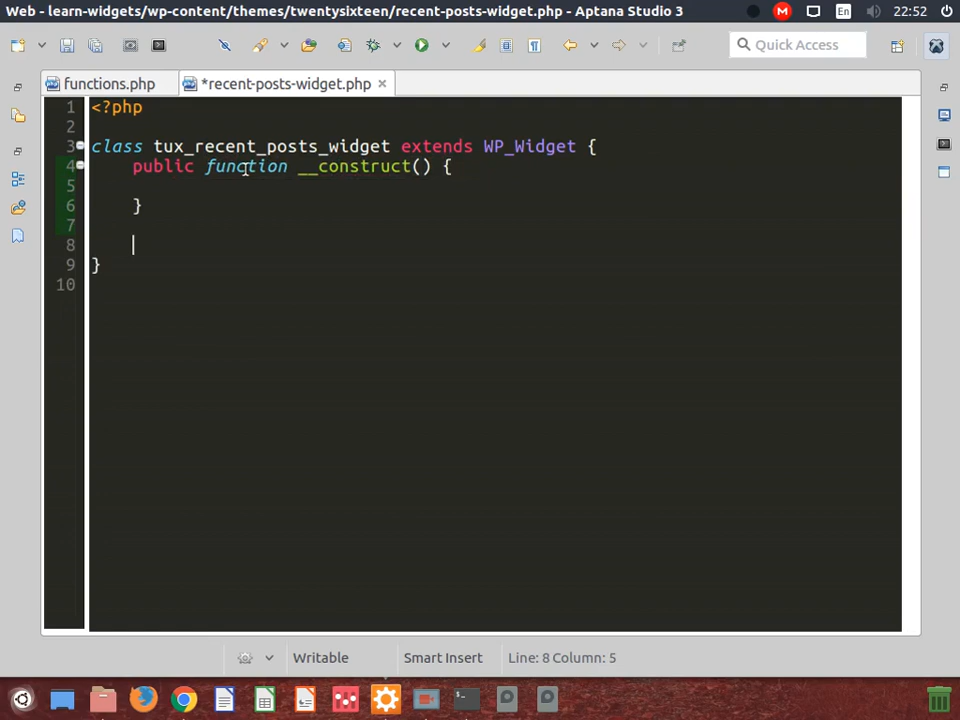 Web - learn-widgets/wp-content/themes/twentysixteen/recent-posts-widget.php - Aptana Studio 3
M
En
22:52
Quick Access
functions.php
*recent-posts-widget.php
1 <?php
2
3 class tux_recent_posts_widget extends WP_Widget {
4 public function __construct() {
5
6 }
7
8
9 }
10
Writable
Smart Insert
Line: 8 Column: 5